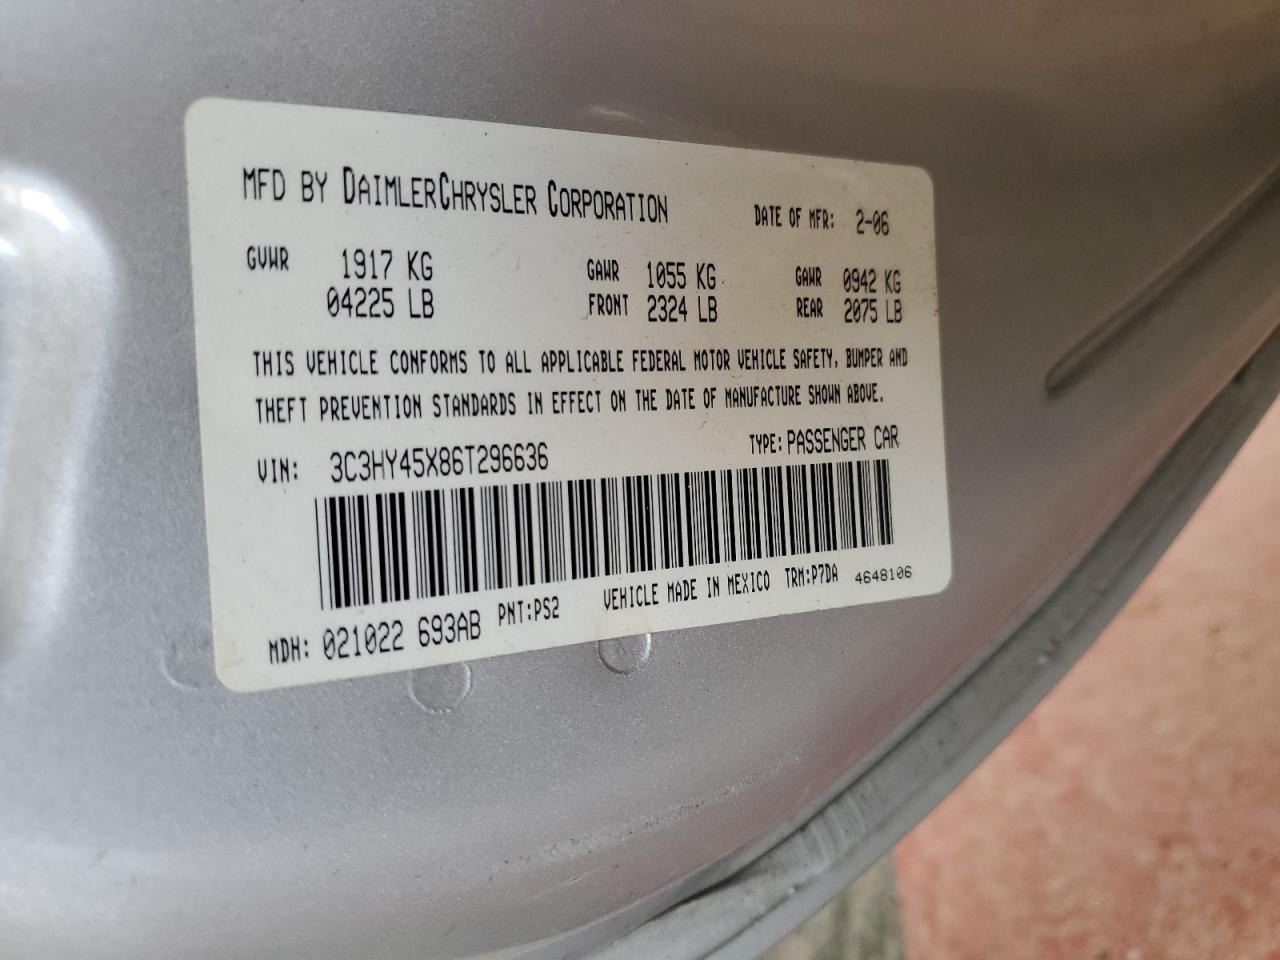 MFD BY DAIMLERCHRYSLER CORPORATION DATE OF MFR: 2-06
GVWR 1917 KG GAWR 1055 KG GAWR 0942 KG
04225 LB FRONT 2324 LB REAR 2075 LB
THIS VEHICLE CONFORMS TO ALL APPLICABLE FEDERAL MOTOR VEHICLE SAFETY, BUMPER AND
THEFT PREVENTION STANDARDS IN EFFECT ON THE DATE OF MANUFACTURE SHOWN ABOVE.
VIN: 3C3HY45X86T296636 TYPE: PASSENGER CAR
MDH: 021022 693AB PNT:PS2 VEHICLE MADE IN MEXICO TRM:P7DA 4648106